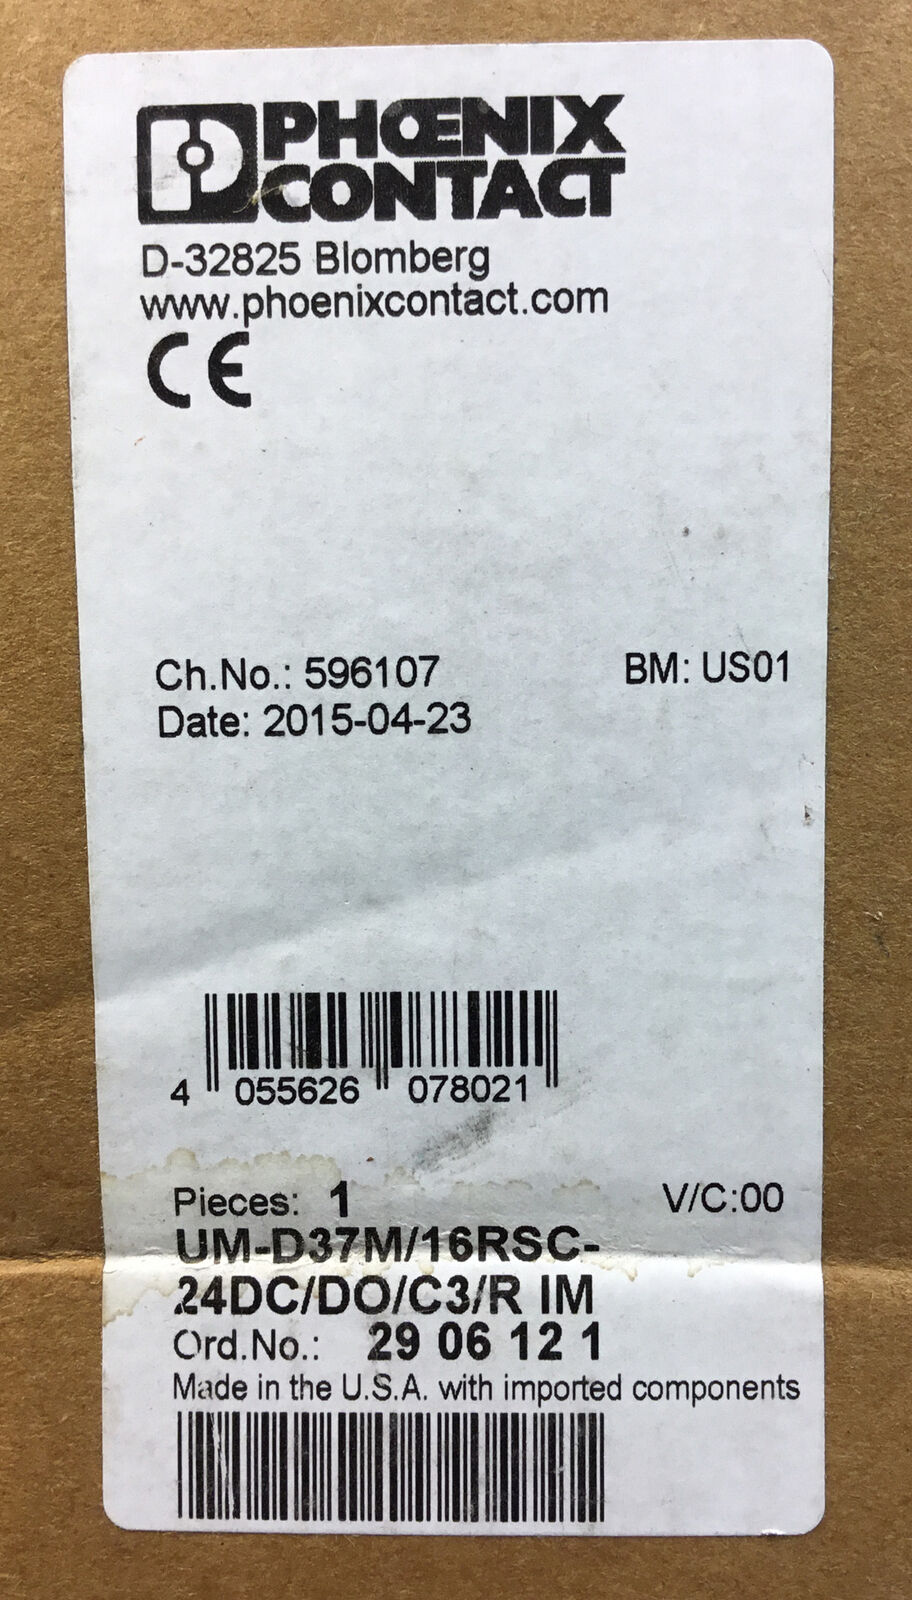 PHŒNIX
CONTACT
D-32825 Blomberg
www.phoenixcontact.com
CE
Ch.No.: 596107 BM: US01
Date: 2015-04-23
4 055626 078021
Pieces: 1 V/C:00
UM-D37M/16RSC-
24DC/DO/C3/R IM
Ord.No.: 29 06 12 1
Made in the U.S.A. with imported components